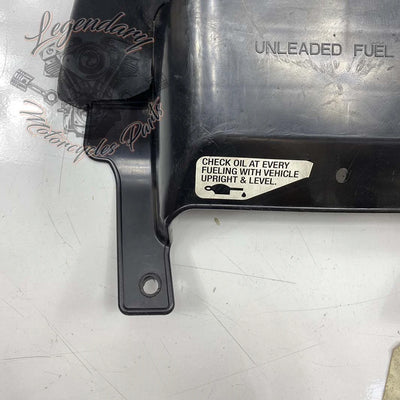 Legendary
Motorcycles Parts
UNLEADED FUEL
CHECK OIL AT EVERY
FUELING WITH VEHICLE
UPRIGHT & LEVEL.